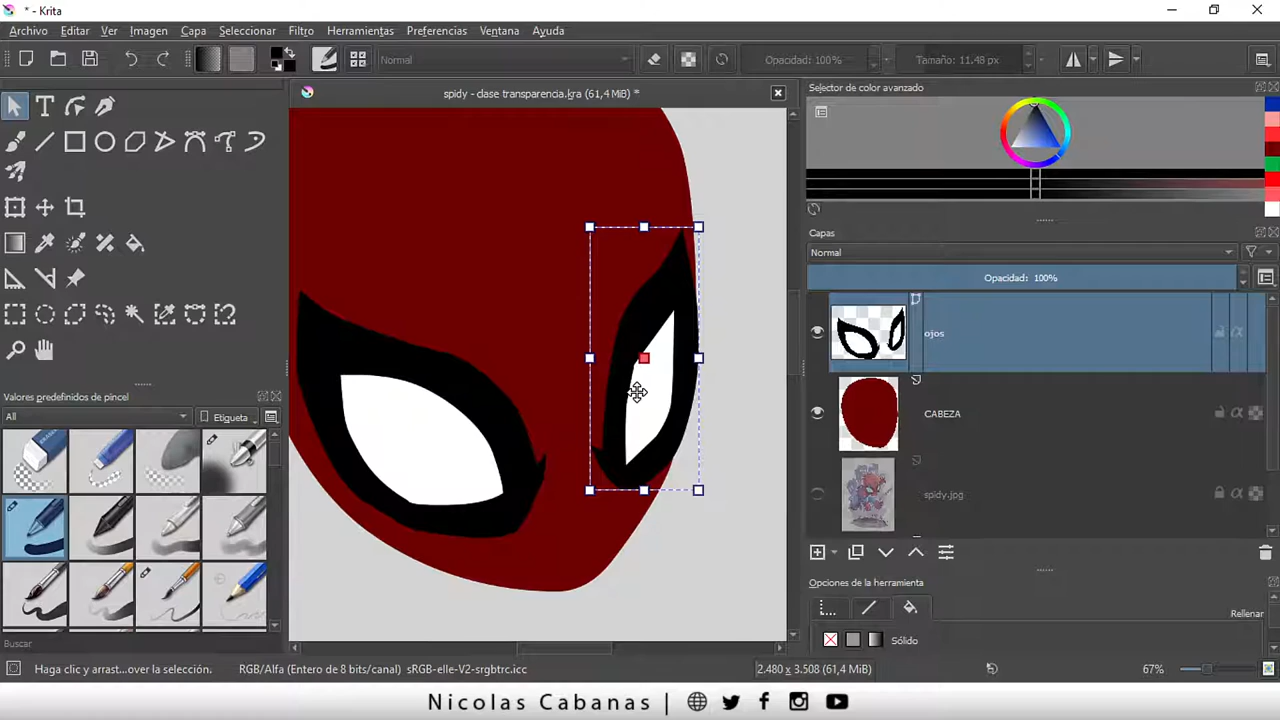 * - Krita
Archivo Editar Ver Imagen Capa Seleccionar Filtros Herramientas Preferencias Ventana Ayuda
Normal Opacidad: 100% Tamaño: 11.48 px
spidy - clase transparencia.kra (61,4 MiB) *
Selector de color avanzado
Capas
Normal
Opacidad: 100%
ojos
CABEZA
spidy.jpg
Valores predefinidos de pincel
All Etiqueta
Opciones de la herramienta
Rellenar
Sólido
Buscar
Haga clic y arrast...over la selección. RGB/Alfa (Entero de 8 bits/canal) sRGB-elle-V2-srgbtrc.icc 2.480 x 3.508 (61,4 MiB) 67%
Nicolas Cabanas |